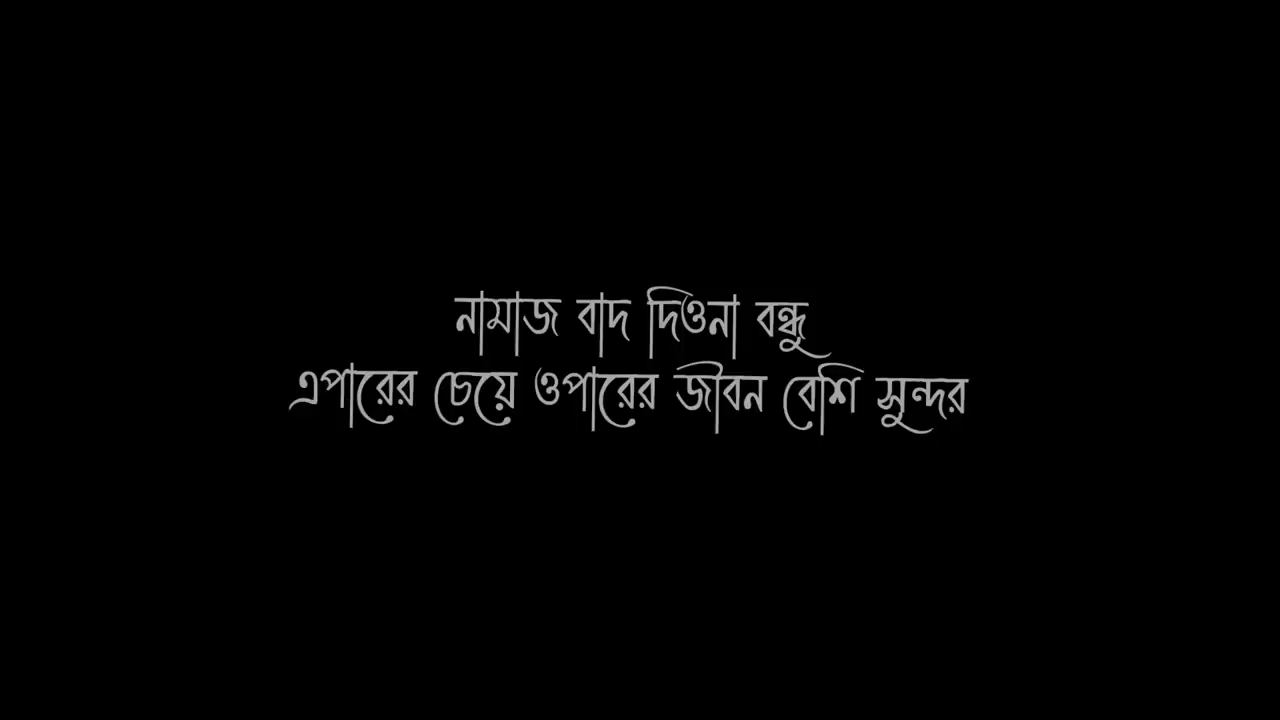 নামাজ বাদ দিওনা বন্ধু
এপারের চেয়ে ওপারের জীবন বেশি সুন্দর